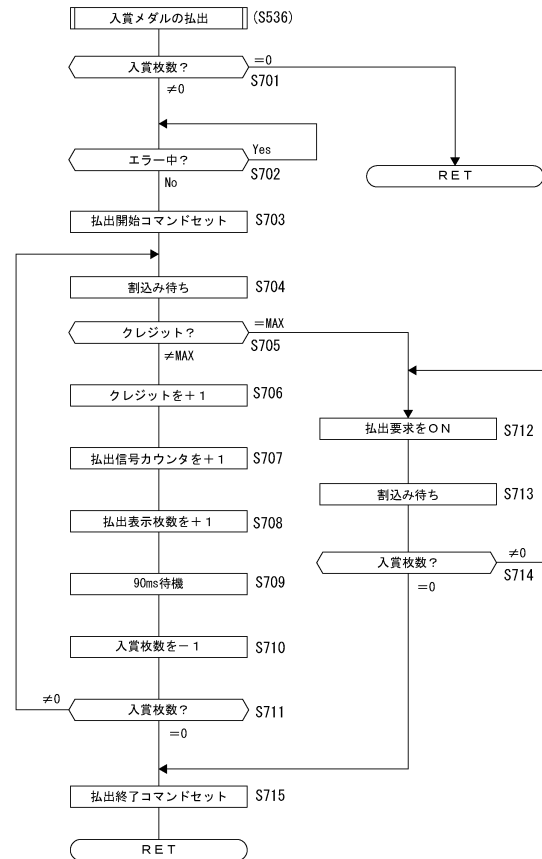 入賞メダルの払出 (S536)
入賞枚数？ =0
S701
≠0
エラー中？ Yes
S702
No
RET
払出開始コマンドセット S703
割込み待ち S704
クレジット？ =MAX
S705
≠MAX
クレジットを＋１ S706
払出要求をＯＮ S712
払出信号カウンタを＋１ S707
割込み待ち S713
払出表示枚数を＋１ S708
入賞枚数？ ≠0
S714
=0
90ms待機 S709
入賞枚数を－１ S710
≠0 入賞枚数？ S711
=0
払出終了コマンドセット S715
RET